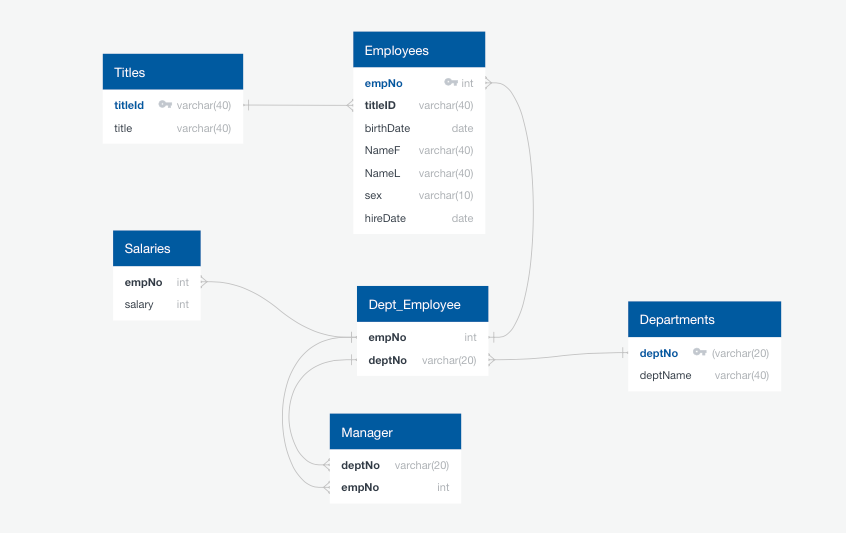 Titles
titleId varchar(40)
title varchar(40)
Employees
empNo int
titleID varchar(40)
birthDate date
NameF varchar(40)
NameL varchar(40)
sex varchar(10)
hireDate date
Salaries
empNo int
salary int
Dept_Employee
empNo int
deptNo varchar(20)
Departments
deptNo (varchar(20)
deptName varchar(40)
Manager
deptNo varchar(20)
empNo int